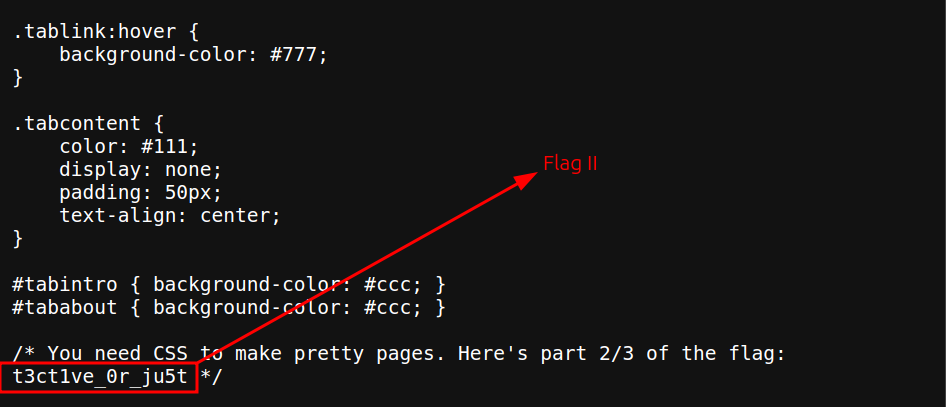 .tablink:hover {
    background-color: #777;
}
.tabcontent {
    color: #111;
    display: none;
    padding: 50px;
    text-align: center;
}
Flag II
#tabintro { background-color: #ccc; }
#tababout { background-color: #ccc; }
/* You need CSS to make pretty pages. Here's part 2/3 of the flag:
t3ct1ve_0r_ju5t */